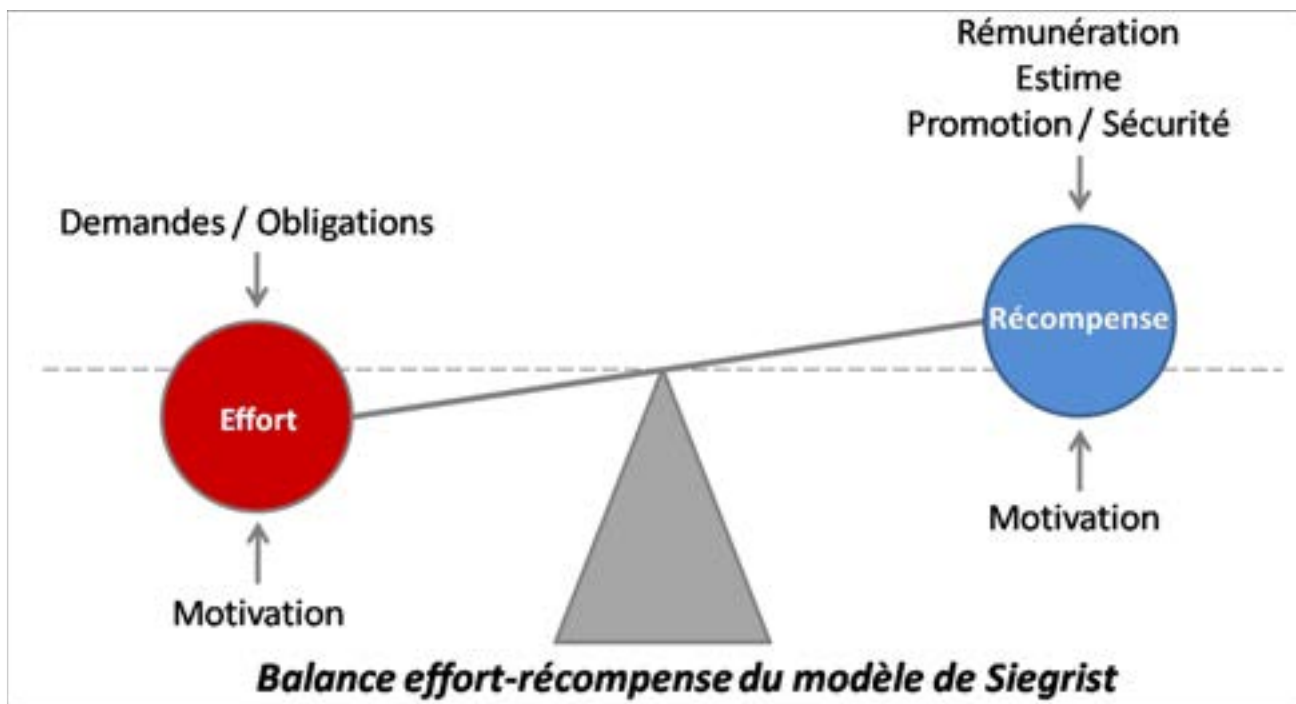 Rémunération
Estime
Promotion / Sécurité
Demandes / Obligations
Récompense
Effort
Motivation
Motivation
Balance effort-récompense du modèle de Siegrist